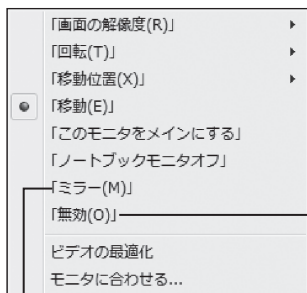 「画面の解像度(R)」
「回転(T)」
「移動位置(X)」
「移動(E)」
「このモニタをメインにする」
「ノートブックモニタオフ」
「ミラー(M)」
「無効(O)」
ビデオの最適化
モニタに合わせる...